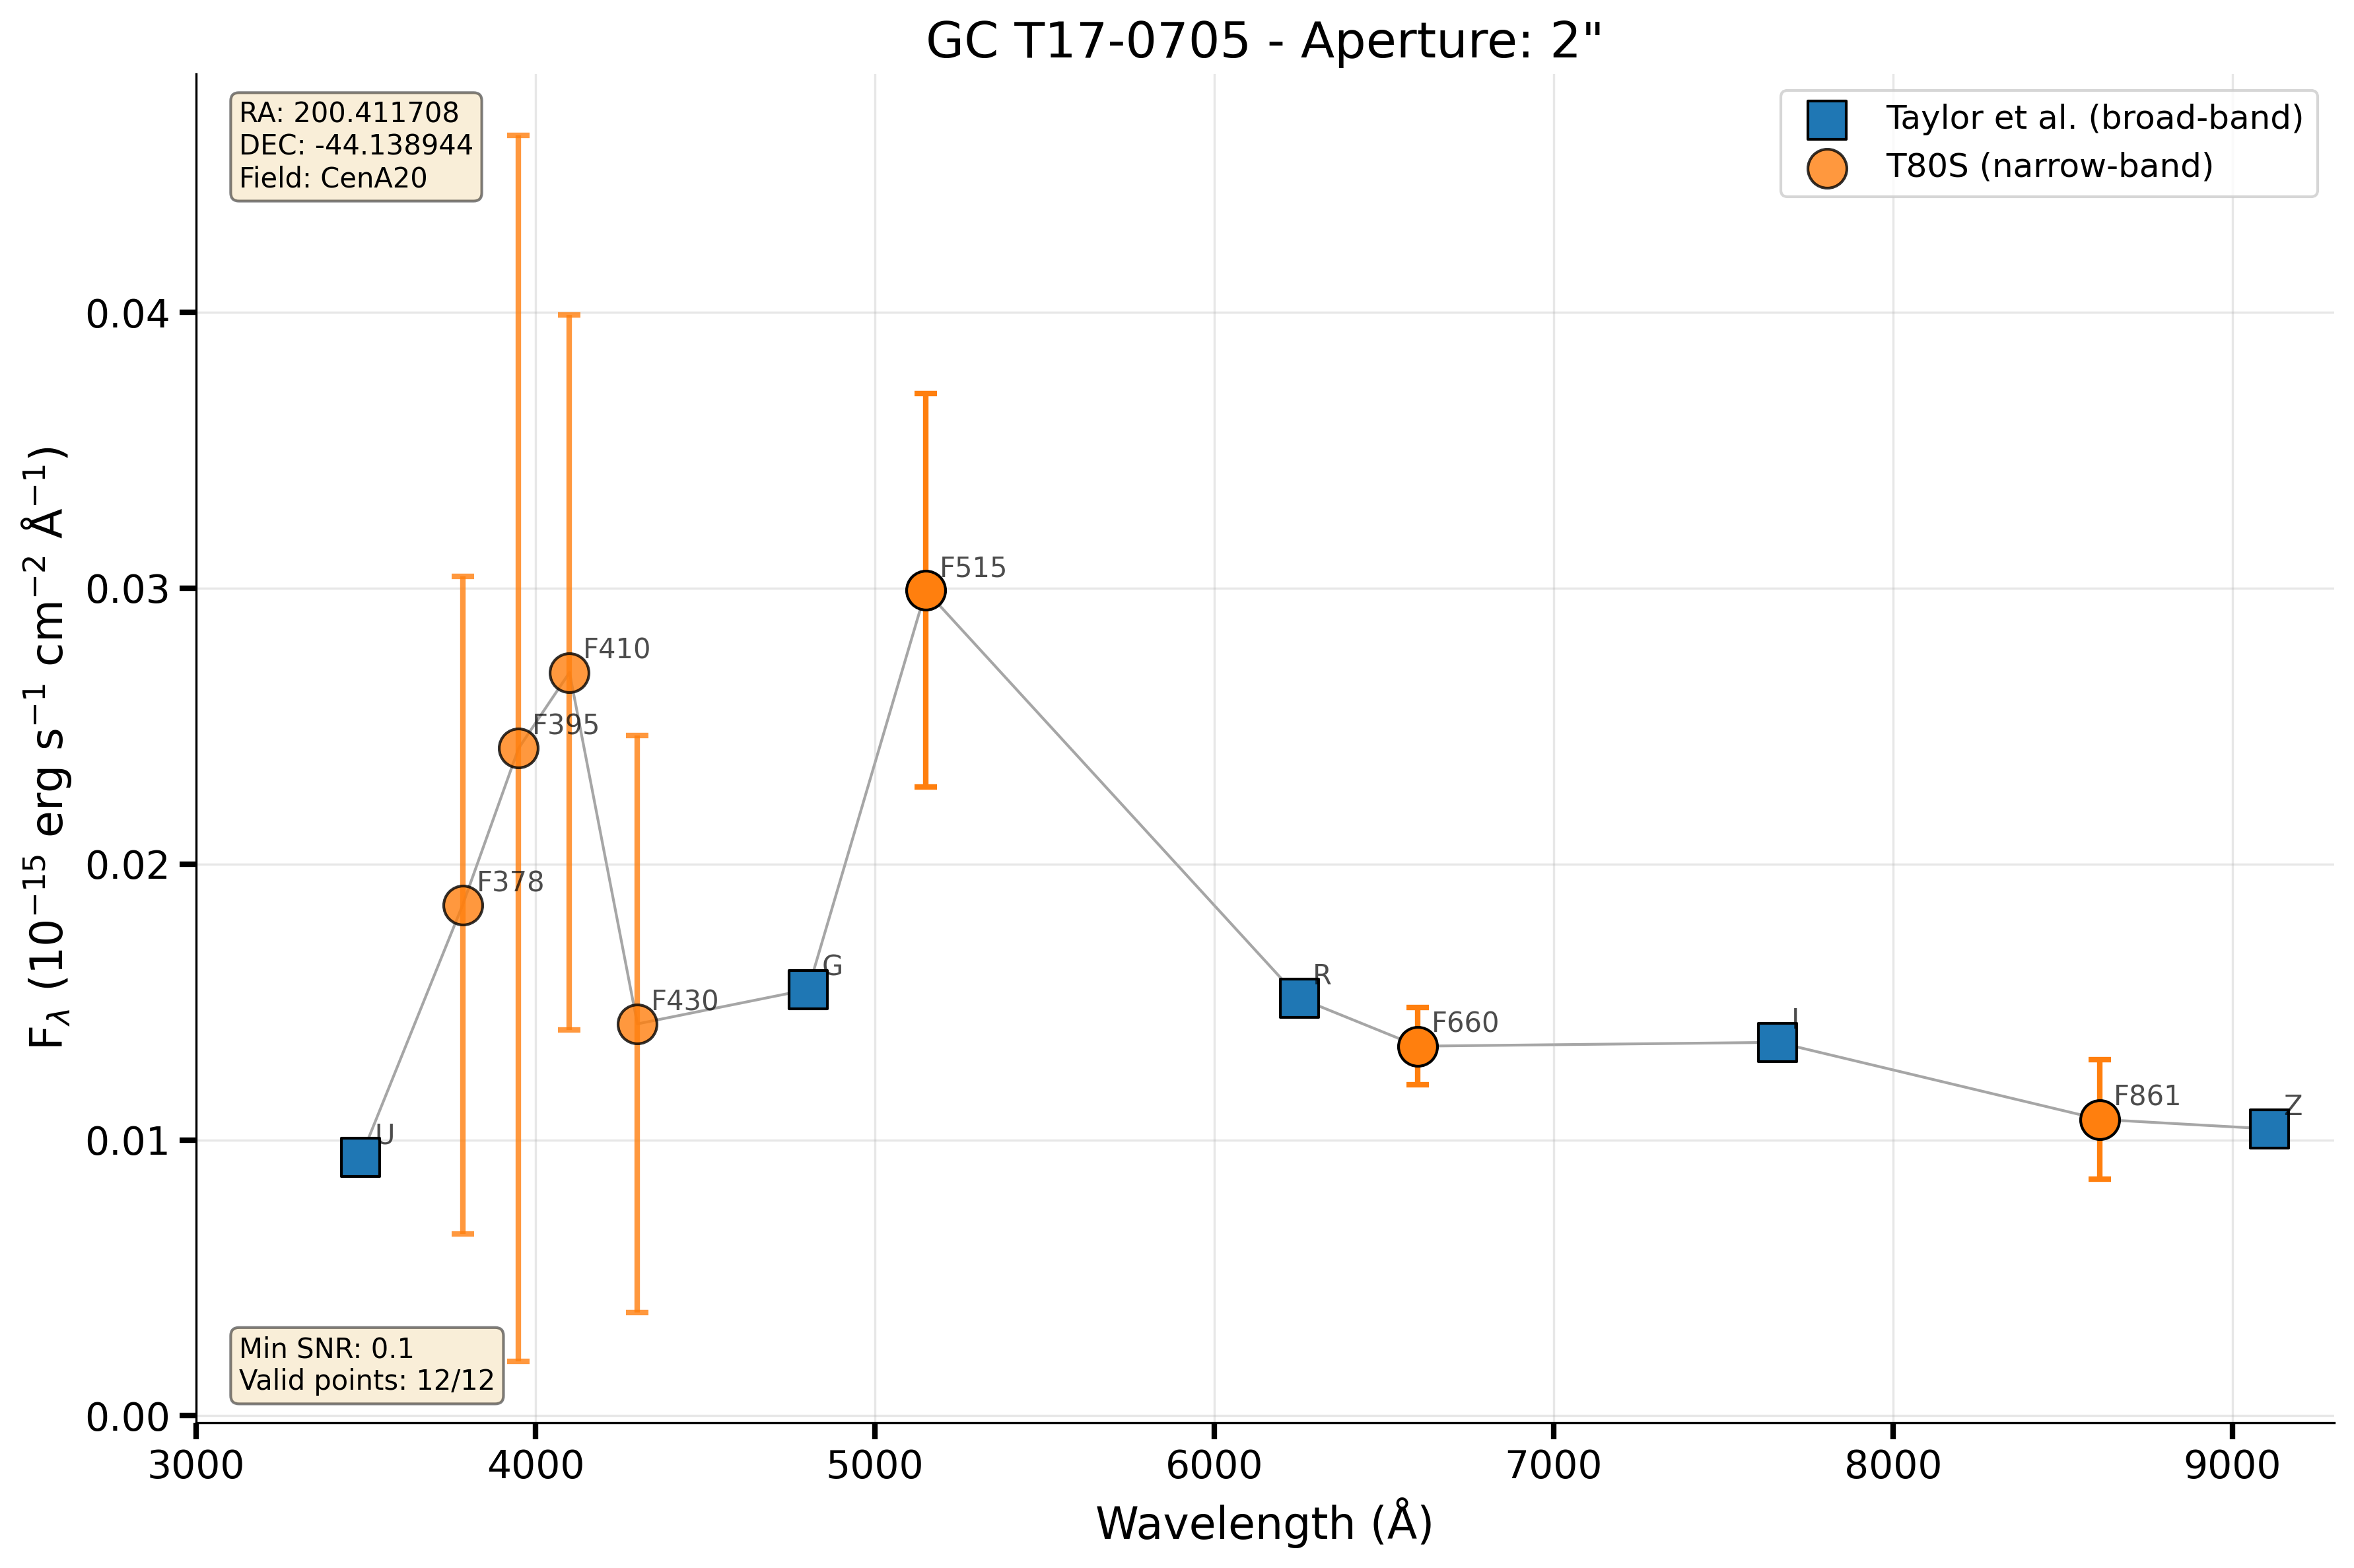 GC T17-0705 - Aperture: 2"
RA: 200.411708
DEC: -44.138944
Field: CenA20
Taylor et al. (broad-band)
T80S (narrow-band)
0.04
0.03
0.02
0.01
0.00
F515
F410
F395
F378
F430
G
R
F660
I
F861
Z
U
Min SNR: 0.1
Valid points: 12/12
3000 4000 5000 6000 7000 8000 9000
Wavelength (Å)
F_λ (10⁻¹⁵ erg s⁻¹ cm⁻² Å⁻¹)